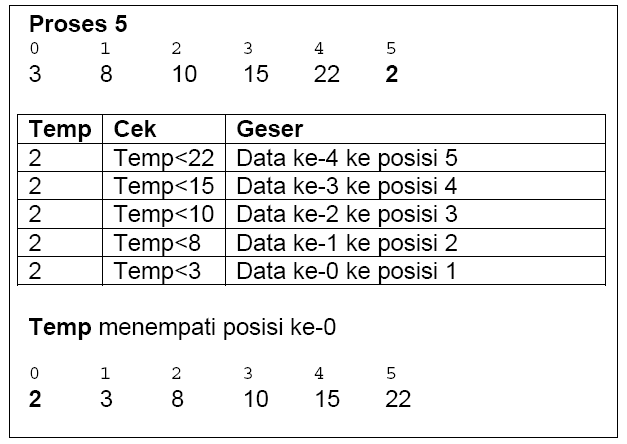 Proses 5
0 1 2 3 4 5
3 8 10 15 22 2
Temp Cek Geser
2 Temp<22 Data ke-4 ke posisi 5
2 Temp<15 Data ke-3 ke posisi 4
2 Temp<10 Data ke-2 ke posisi 3
2 Temp<8 Data ke-1 ke posisi 2
2 Temp<3 Data ke-0 ke posisi 1
Temp menempati posisi ke-0
0 1 2 3 4 5
2 3 8 10 15 22